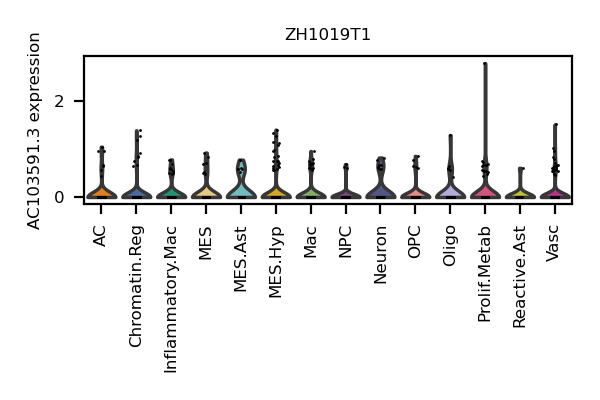 ZH1019T1
AC103591.3 expression
2
0
AC
Chromatin.Reg
Inflammatory.Mac
MES
MES.Ast
MES.Hyp
Mac
NPC
Neuron
OPC
Oligo
Prolif.Metab
Reactive.Ast
Vasc